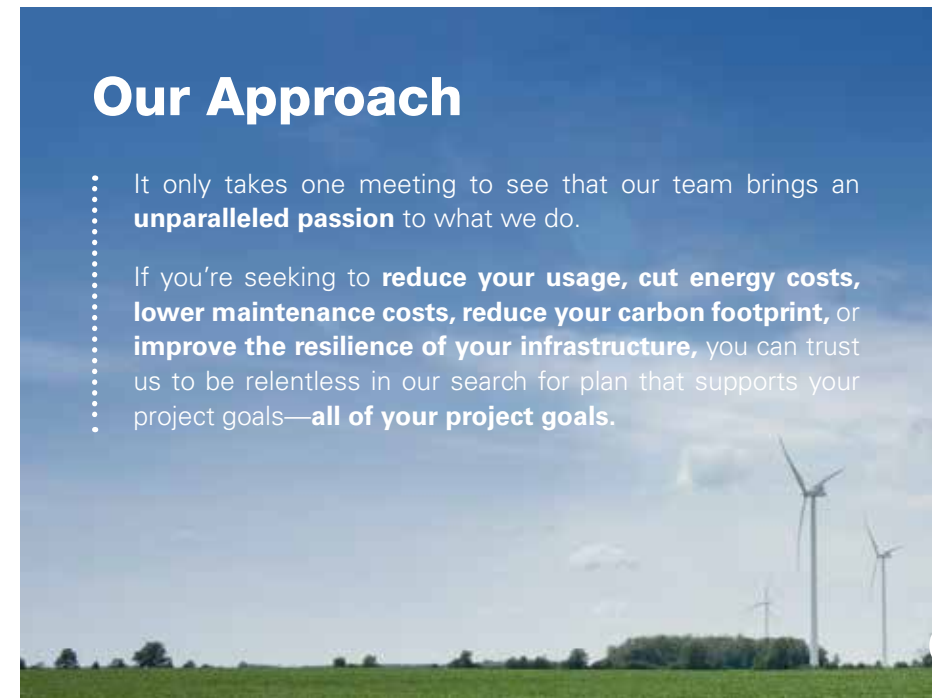 Our Approach
It only takes one meeting to see that our team brings an
unparalleled passion to what we do.
If you’re seeking to reduce your usage, cut energy costs,
lower maintenance costs, reduce your carbon footprint, or
improve the resilience of your infrastructure, you can trust
us to be relentless in our search for plan that supports your
project goals—all of your project goals.